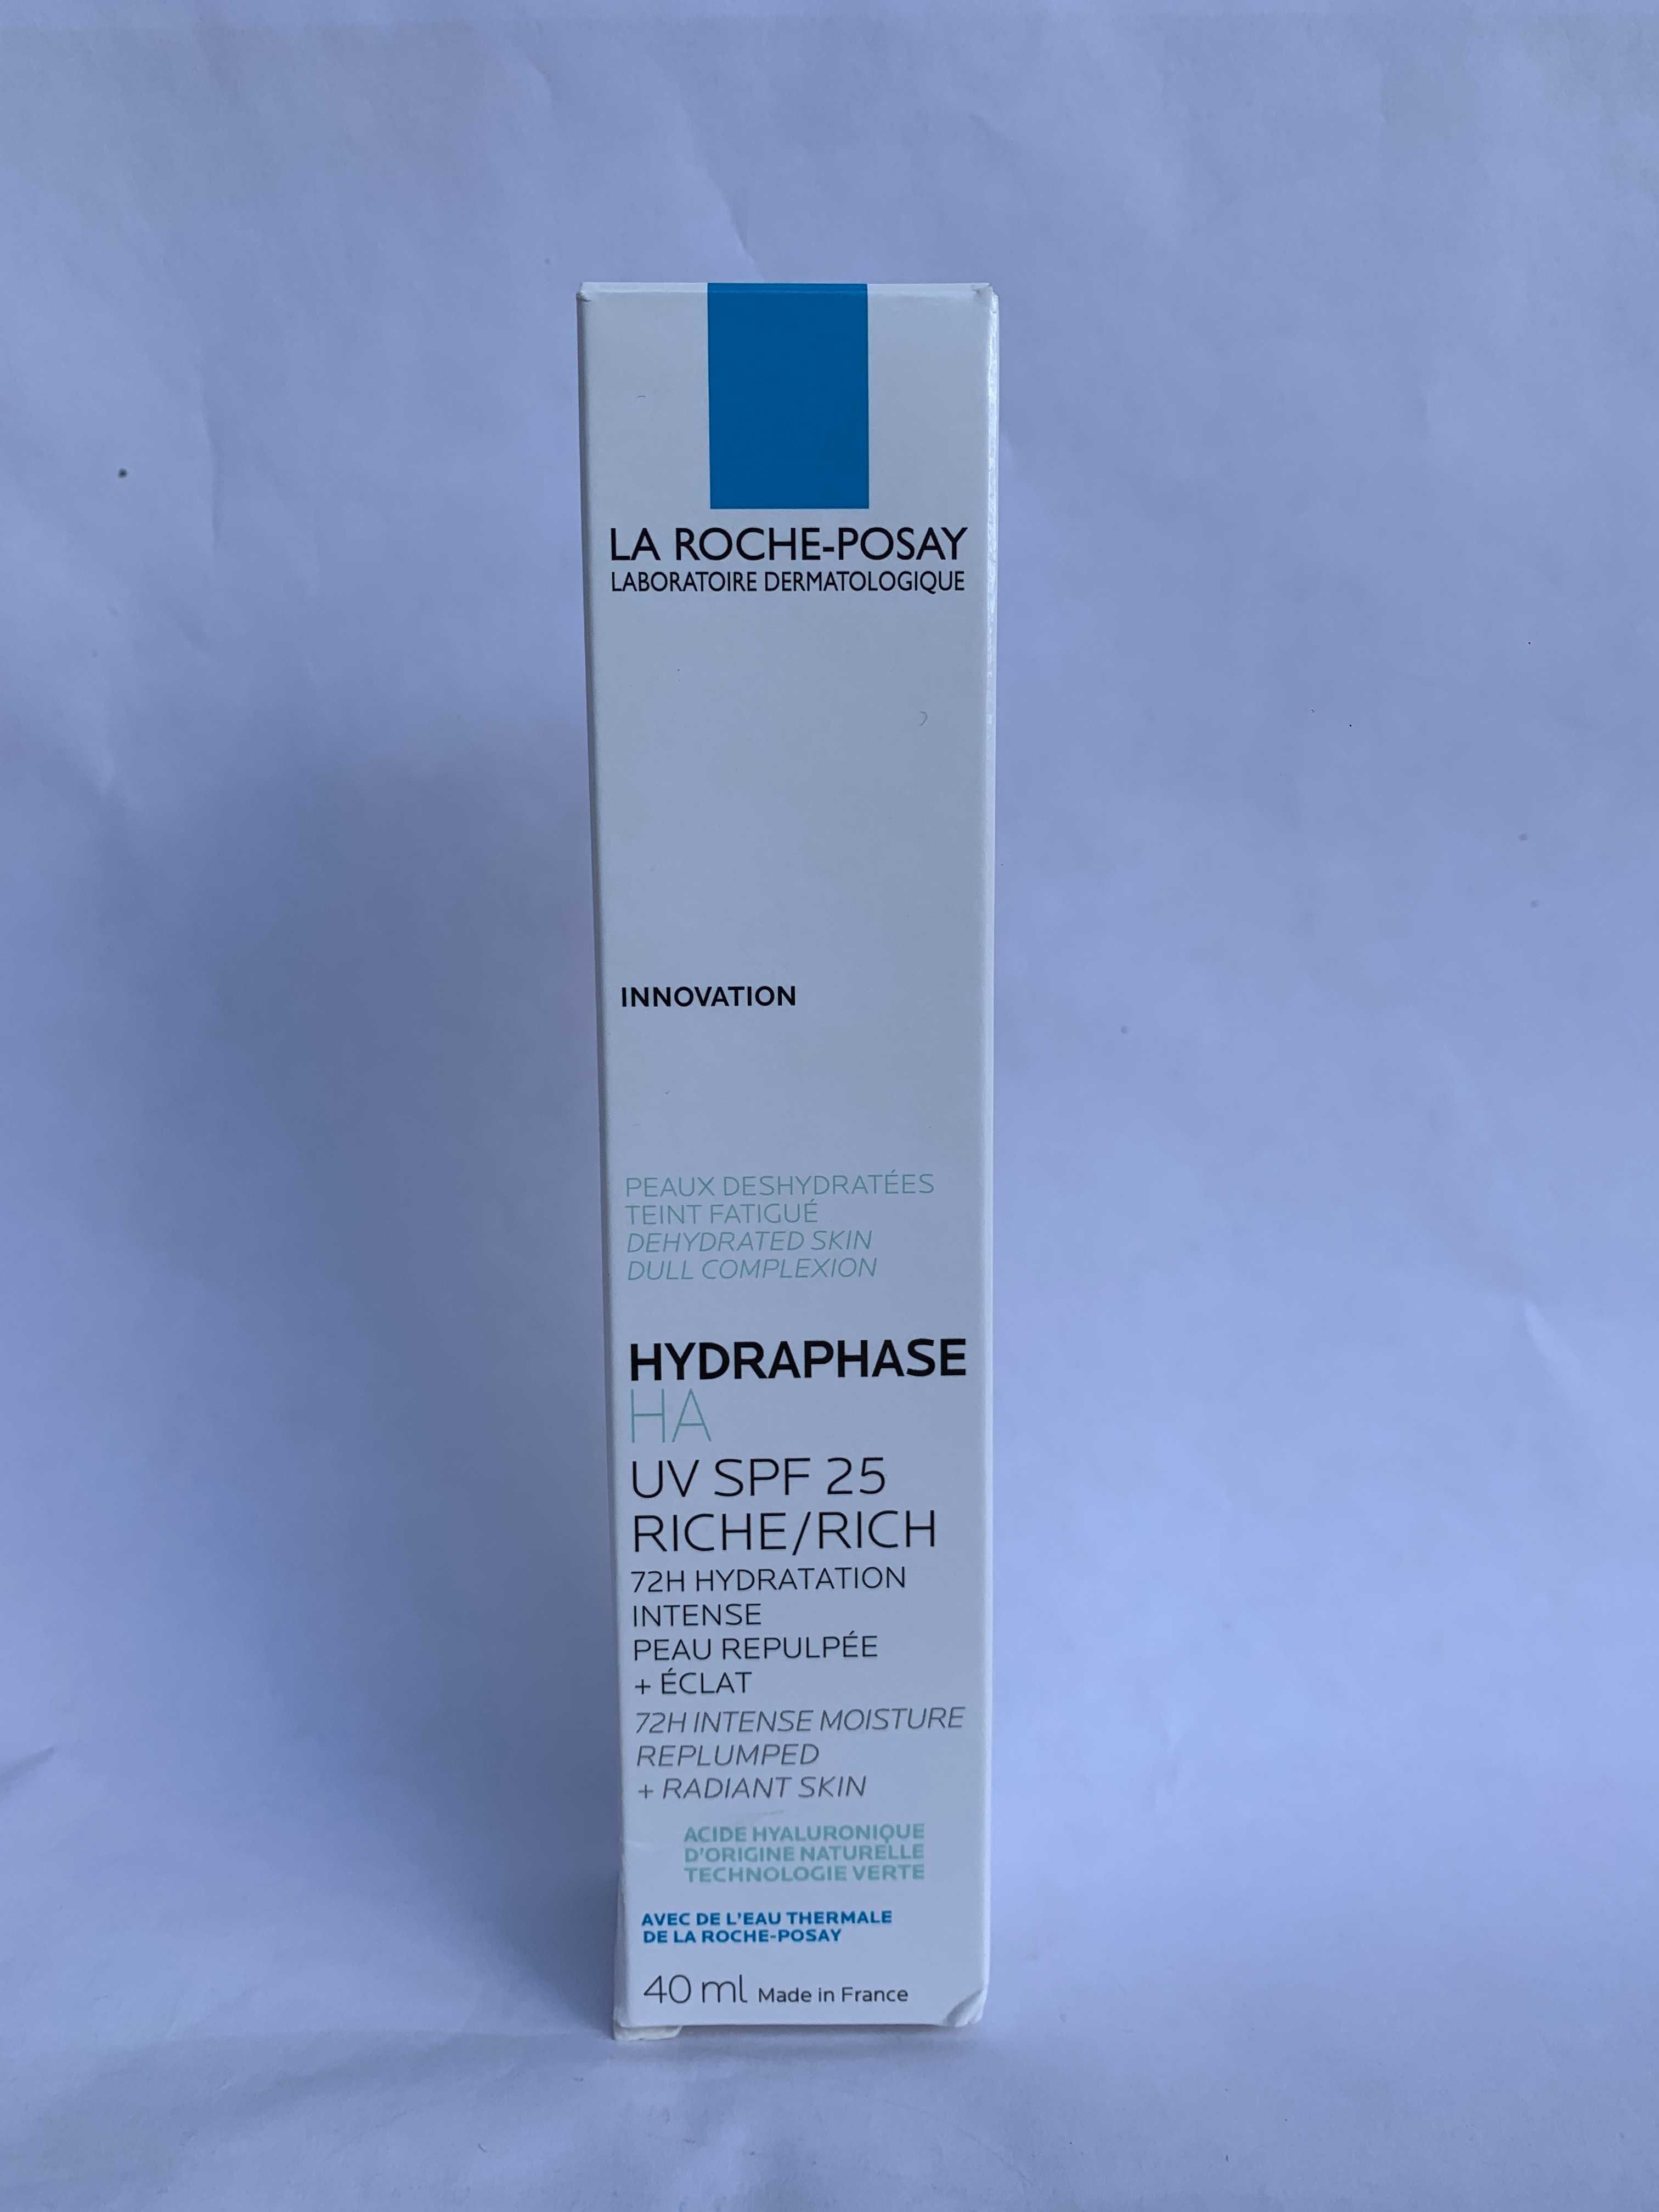 LA ROCHE-POSAY
LABORATOIRE DERMATOLOGIQUE
INNOVATION
PEAUX DESHYDRATÉES
TEINT FATIGUÉ
DEHYDRATED SKIN
DULL COMPLEXION
HYDRAPHASE
HA
UV SPF 25
RICHE/RICH
72H HYDRATATION
INTENSE
PEAU REPULPÉE
+ ÉCLAT
72H INTENSE MOISTURE
REPLUMPED
+ RADIANT SKIN
ACIDE HYALURONIQUE
D'ORIGINE NATURELLE
TECHNOLOGIE VERTE
AVEC DE L'EAU THERMALE
DE LA ROCHE-POSAY
40 ml Made in France